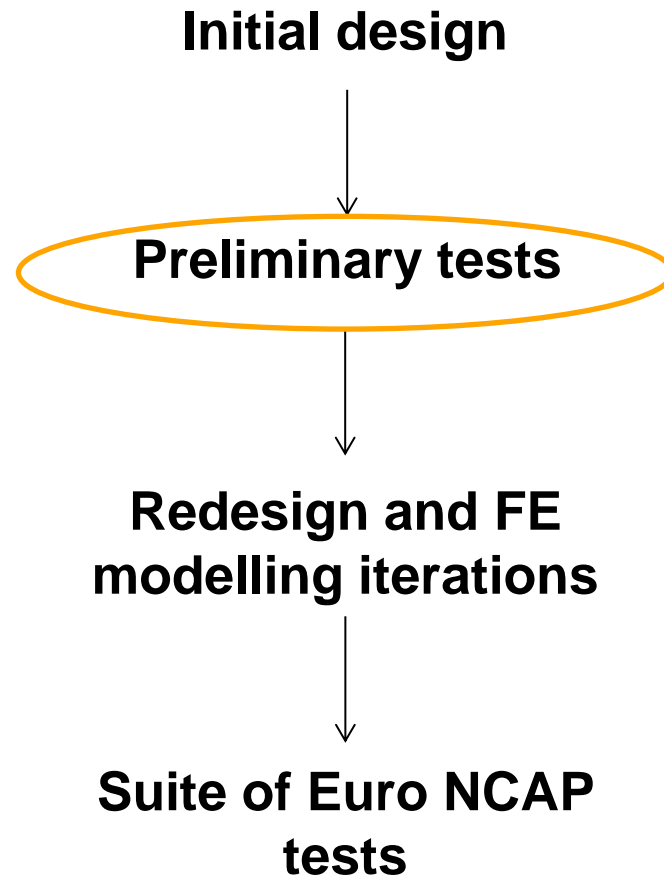 Initial design
Preliminary tests
Redesign and FE
modelling iterations
Suite of Euro NCAP
tests